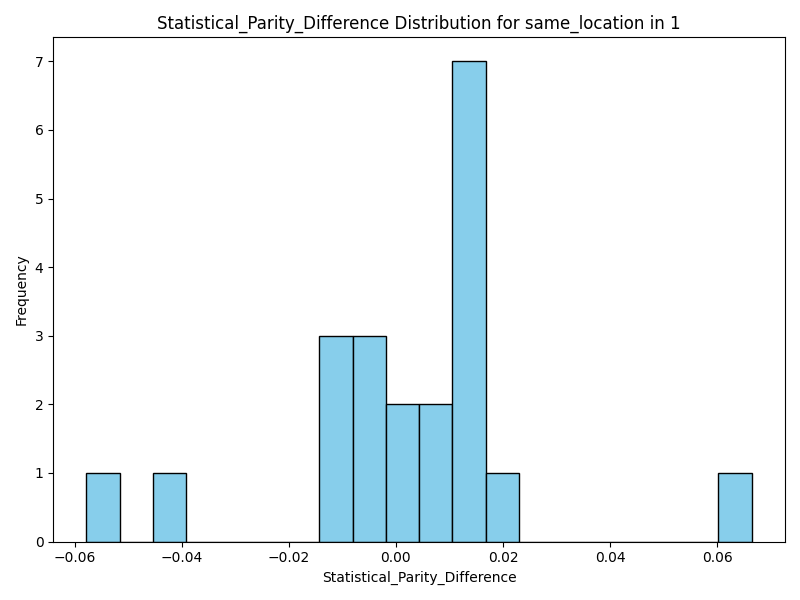 Statistical_Parity_Difference Distribution for same_location in 1
7
6
5
4
3
2
1
0
Frequency
−0.06 −0.04 −0.02 0.00 0.02 0.04 0.06
Statistical_Parity_Difference